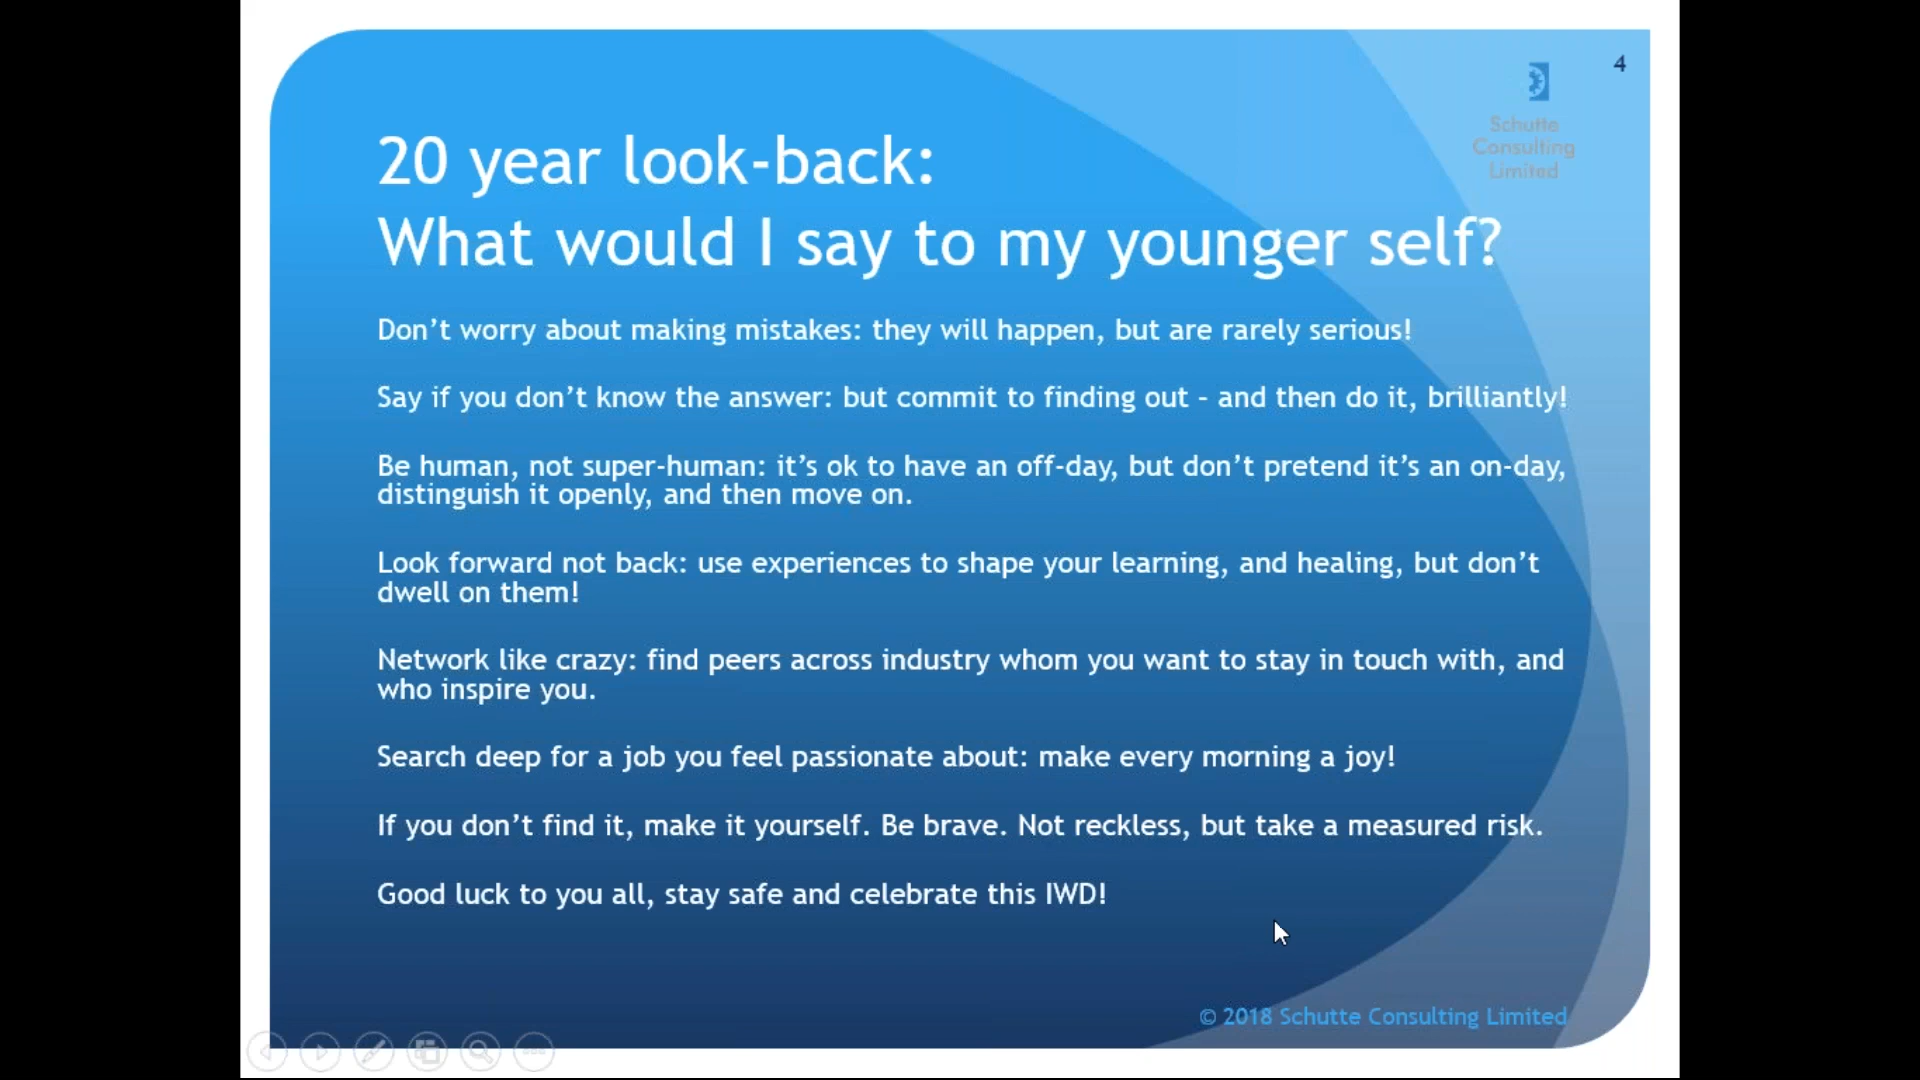 4
Schutte
Consulting
Limited
20 year look-back:
What would I say to my younger self?
Don’t worry about making mistakes: they will happen, but are rarely serious!
Say if you don’t know the answer: but commit to finding out – and then do it, brilliantly!
Be human, not super-human: it’s ok to have an off-day, but don’t pretend it’s an on-day,
distinguish it openly, and then move on.
Look forward not back: use experiences to shape your learning, and healing, but don’t
dwell on them!
Network like crazy: find peers across industry whom you want to stay in touch with, and
who inspire you.
Search deep for a job you feel passionate about: make every morning a joy!
If you don’t find it, make it yourself. Be brave. Not reckless, but take a measured risk.
Good luck to you all, stay safe and celebrate this IWD!
© 2018 Schutte Consulting Limited